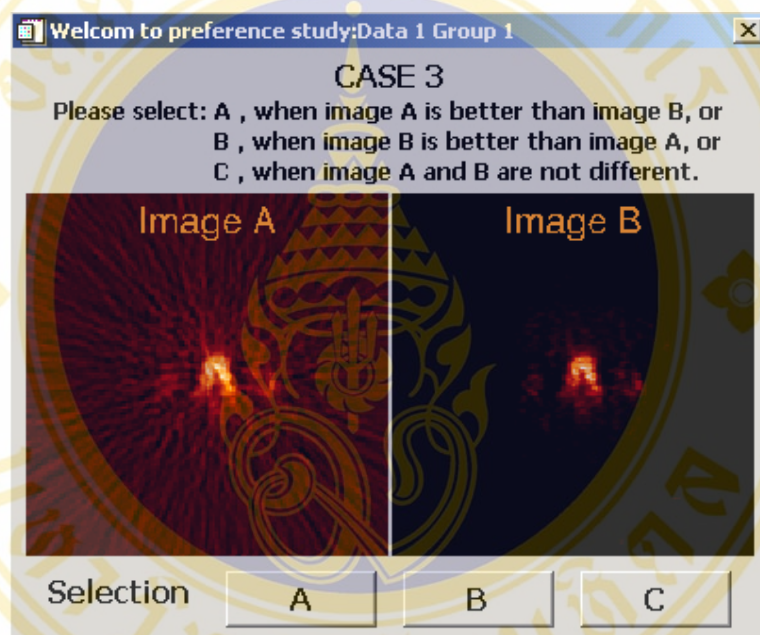 Welcom to preference study:Data 1 Group 1
CASE 3
Please select: A , when image A is better than image B, or
B , when image B is better than image A, or
C , when image A and B are not different.
Image A Image B
Selection A B C